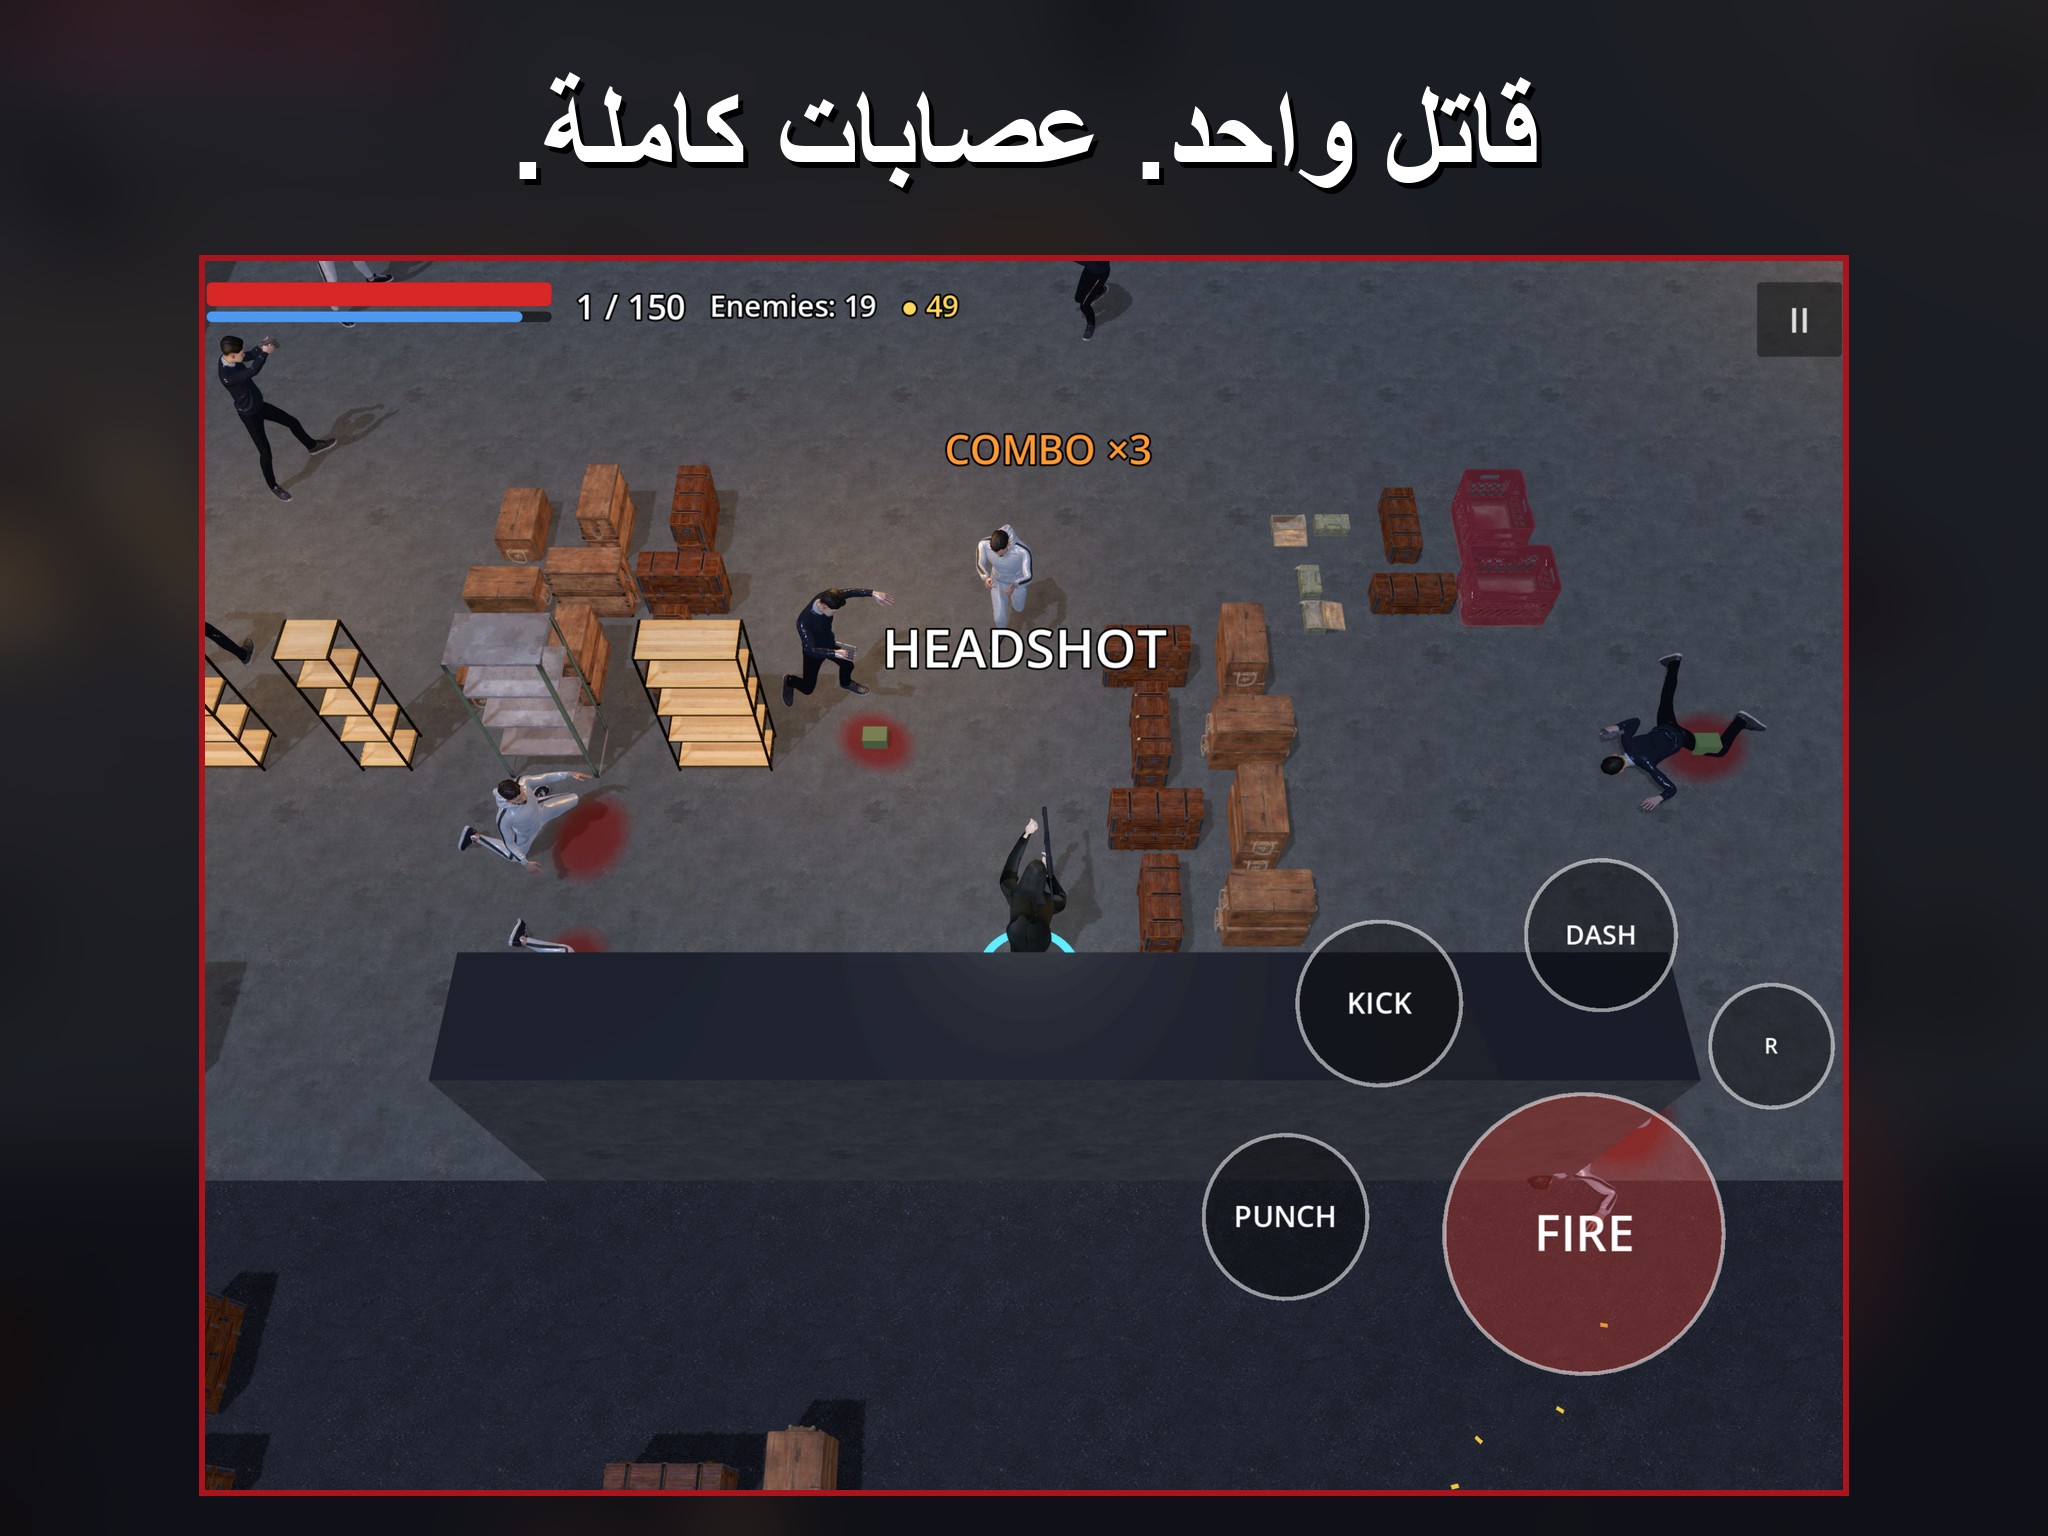 قاتل واحد. عصابات كاملة.
1 / 150 Enemies: 19 49
COMBO ×3
HEADSHOT
DASH
KICK
R
PUNCH
FIRE